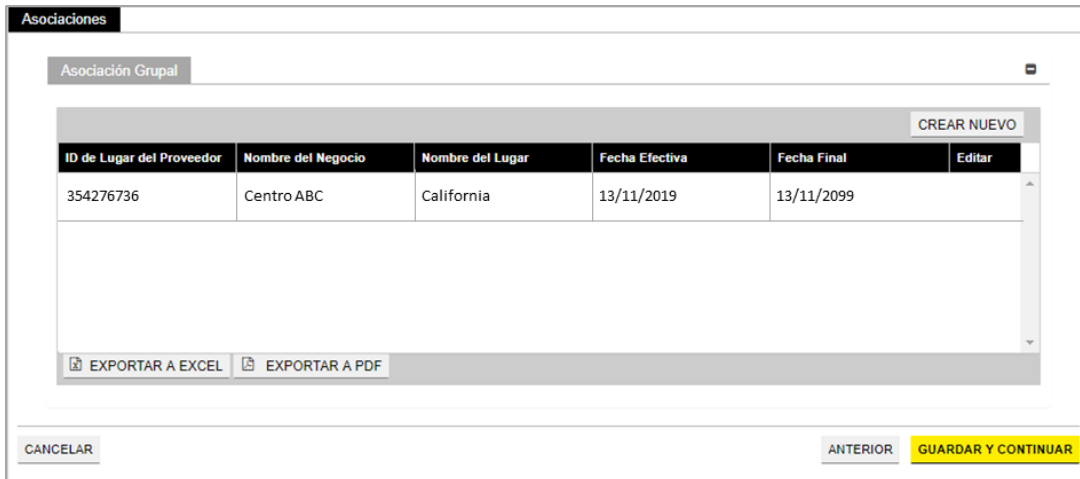 Asociaciones
Asociación Grupal
CREAR NUEVO
ID de Lugar del Proveedor Nombre del Negocio Nombre del Lugar Fecha Efectiva Fecha Final Editar
354276736 Centro ABC California 13/11/2019 13/11/2099
EXPORTAR A EXCEL EXPORTAR A PDF
CANCELAR ANTERIOR GUARDAR Y CONTINUAR